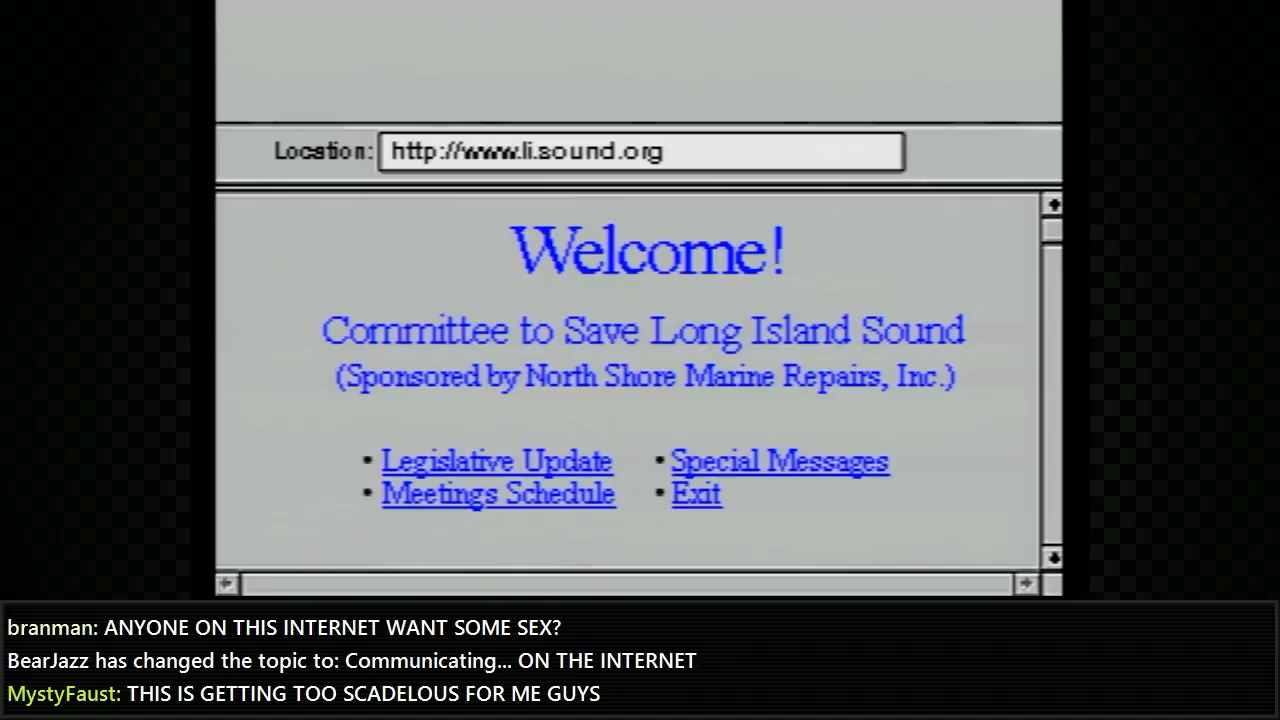 Location: http://www.li.sound.org
Welcome!
Committee to Save Long Island Sound
(Sponsored by North Shore Marine Repairs, Inc.)
• Legislative Update • Special Messages
• Meetings Schedule • Exit
branman: ANYONE ON THIS INTERNET WANT SOME SEX?
BearJazz has changed the topic to: Communicating... ON THE INTERNET
MystyFaust: THIS IS GETTING TOO SCADELOUS FOR ME GUYS